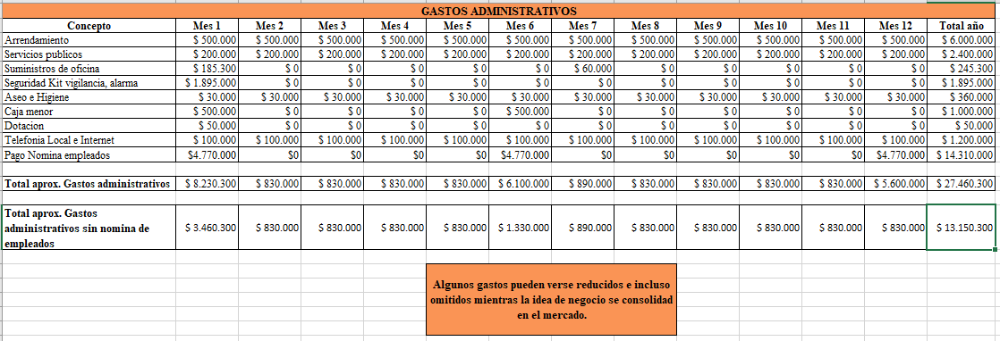 GASTOS ADMINISTRATIVOS
Concepto Mes 1 Mes 2 Mes 3 Mes 4 Mes 5 Mes 6 Mes 7 Mes 8 Mes 9 Mes 10 Mes 11 Mes 12 Total año
Arrendamiento $ 500.000 $ 500.000 $ 500.000 $ 500.000 $ 500.000 $ 500.000 $ 500.000 $ 500.000 $ 500.000 $ 500.000 $ 500.000 $ 500.000 $ 6.000.000
Servicios publicos $ 200.000 $ 200.000 $ 200.000 $ 200.000 $ 200.000 $ 200.000 $ 200.000 $ 200.000 $ 200.000 $ 200.000 $ 200.000 $ 200.000 $ 2.400.000
Suministros de oficina $ 185.300 $ 0 $ 0 $ 0 $ 0 $ 0 $ 60.000 $ 0 $ 0 $ 0 $ 0 $ 0 $ 245.300
Seguridad Kit vigilancia, alarma $ 1.895.000 $ 0 $ 0 $ 0 $ 0 $ 0 $ 0 $ 0 $ 0 $ 0 $ 0 $ 0 $ 1.895.000
Aseo e Higiene $ 30.000 $ 30.000 $ 30.000 $ 30.000 $ 30.000 $ 30.000 $ 30.000 $ 30.000 $ 30.000 $ 30.000 $ 30.000 $ 30.000 $ 360.000
Caja menor $ 500.000 $ 0 $ 0 $ 0 $ 0 $ 500.000 $ 0 $ 0 $ 0 $ 0 $ 0 $ 0 $ 1.000.000
Dotacion $ 50.000 $ 0 $ 0 $ 0 $ 0 $ 0 $ 0 $ 0 $ 0 $ 0 $ 0 $ 0 $ 50.000
Telefonia Local e Internet $ 100.000 $ 100.000 $ 100.000 $ 100.000 $ 100.000 $ 100.000 $ 100.000 $ 100.000 $ 100.000 $ 100.000 $ 100.000 $ 100.000 $ 1.200.000
Pago Nomina empleados $4.770.000 $0 $0 $0 $0 $4.770.000 $0 $0 $0 $0 $0 $4.770.000 $ 14.310.000
Total aprox. Gastos administrativos $ 8.230.300 $ 830.000 $ 830.000 $ 830.000 $ 830.000 $ 6.100.000 $ 890.000 $ 830.000 $ 830.000 $ 830.000 $ 830.000 $ 5.600.000 $ 27.460.300
Total aprox. Gastos
administrativos sin nomina de $ 3.460.300 $ 830.000 $ 830.000 $ 830.000 $ 830.000 $ 1.330.000 $ 890.000 $ 830.000 $ 830.000 $ 830.000 $ 830.000 $ 830.000 $ 13.150.300
empleados
Algunos gastos pueden verse reducidos e incluso
omitidos mientras la idea de negocio se consolidad
en el mercado.